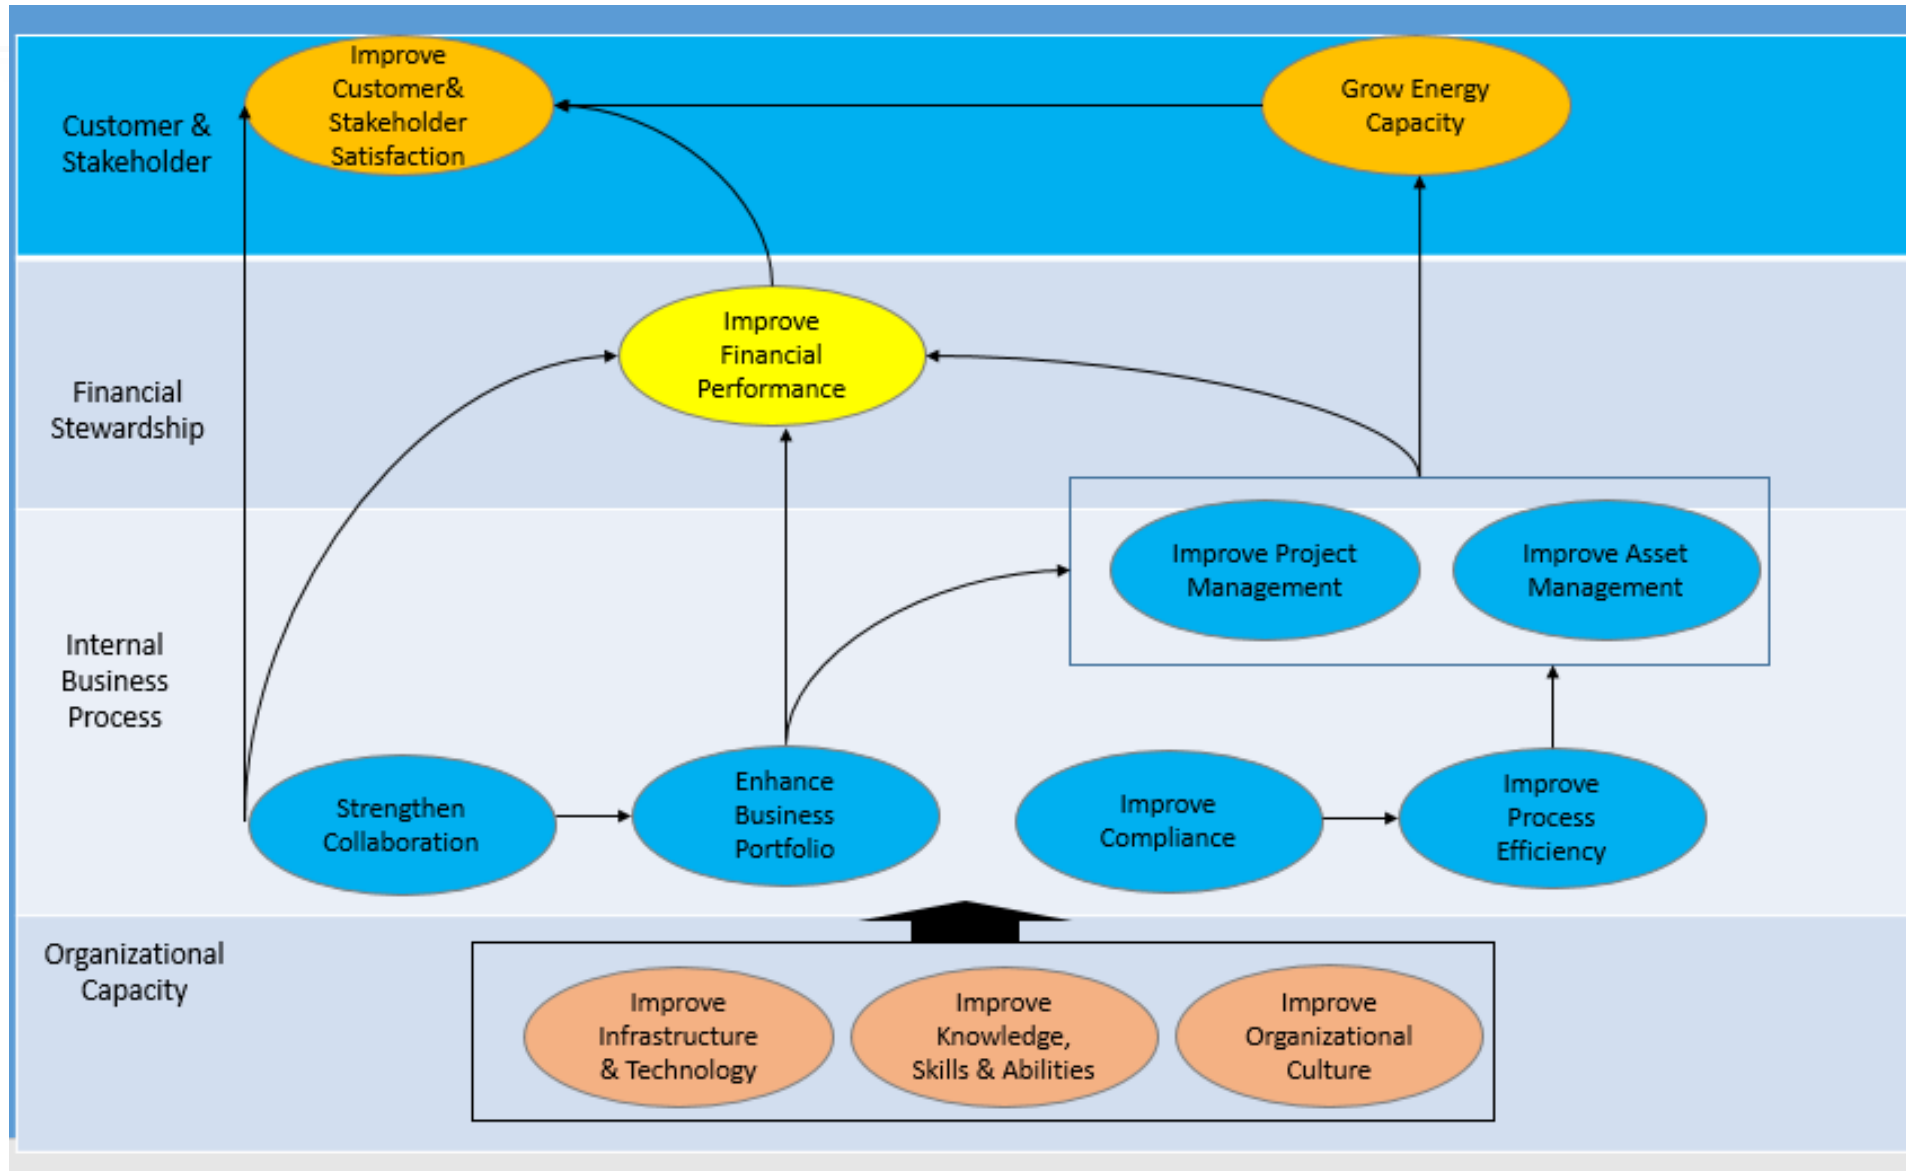 Customer &
Stakeholder
Improve
Customer&
Stakeholder
Satisfaction
Grow Energy
Capacity
Financial
Stewardship
Improve
Financial
Performance
Internal
Business
Process
Improve Project
Management
Improve Asset
Management
Strengthen
Collaboration
Enhance
Business
Portfolio
Improve
Compliance
Improve
Process
Efficiency
Organizational
Capacity
Improve
Infrastructure
& Technology
Improve
Knowledge,
Skills & Abilities
Improve
Organizational
Culture